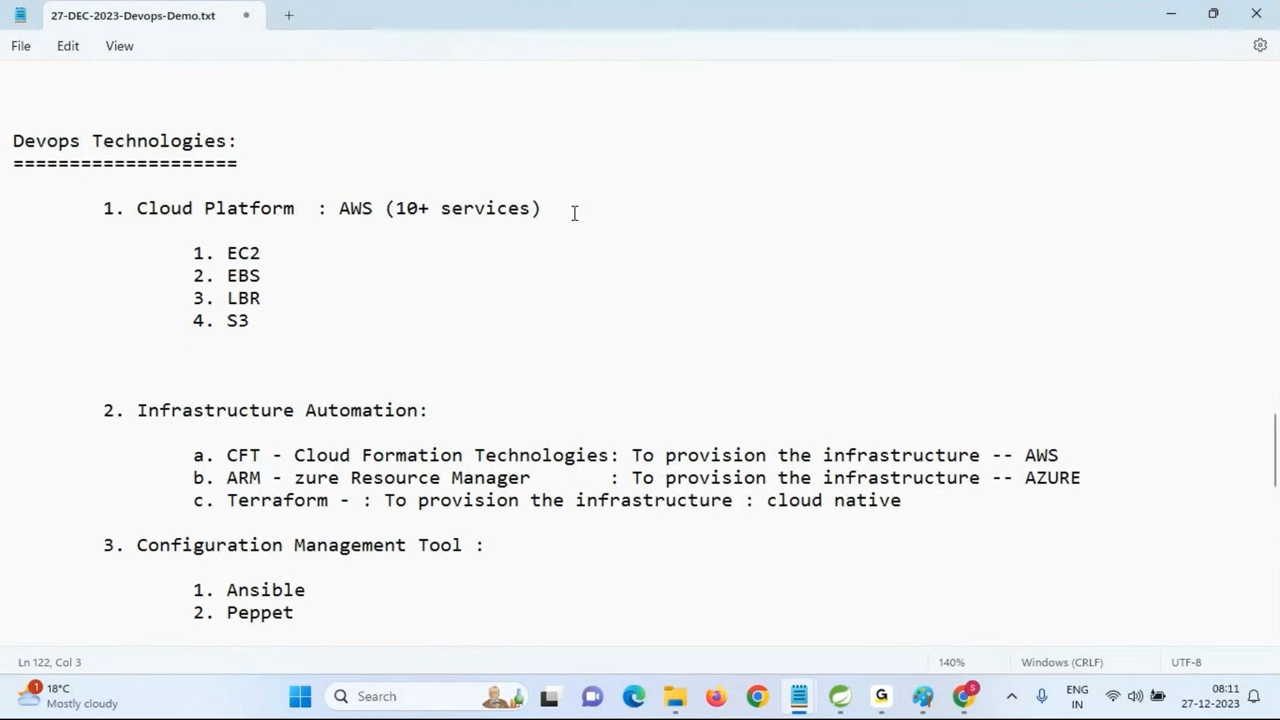 27-DEC-2023-Devops-Demo.txt
File Edit View
Devops Technologies:
====================
1. Cloud Platform : AWS (10+ services)
1. EC2
2. EBS
3. LBR
4. S3
2. Infrastructure Automation:
a. CFT - Cloud Formation Technologies: To provision the infrastructure -- AWS
b. ARM - zure Resource Manager : To provision the infrastructure -- AZURE
c. Terraform - : To provision the infrastructure : cloud native
3. Configuration Management Tool :
1. Ansible
2. Peppet
Ln 122, Col 3 140% Windows (CRLF) UTF-8
1 18°C Mostly cloudy
Search
G
S
ENG IN
08:11
27-12-2023